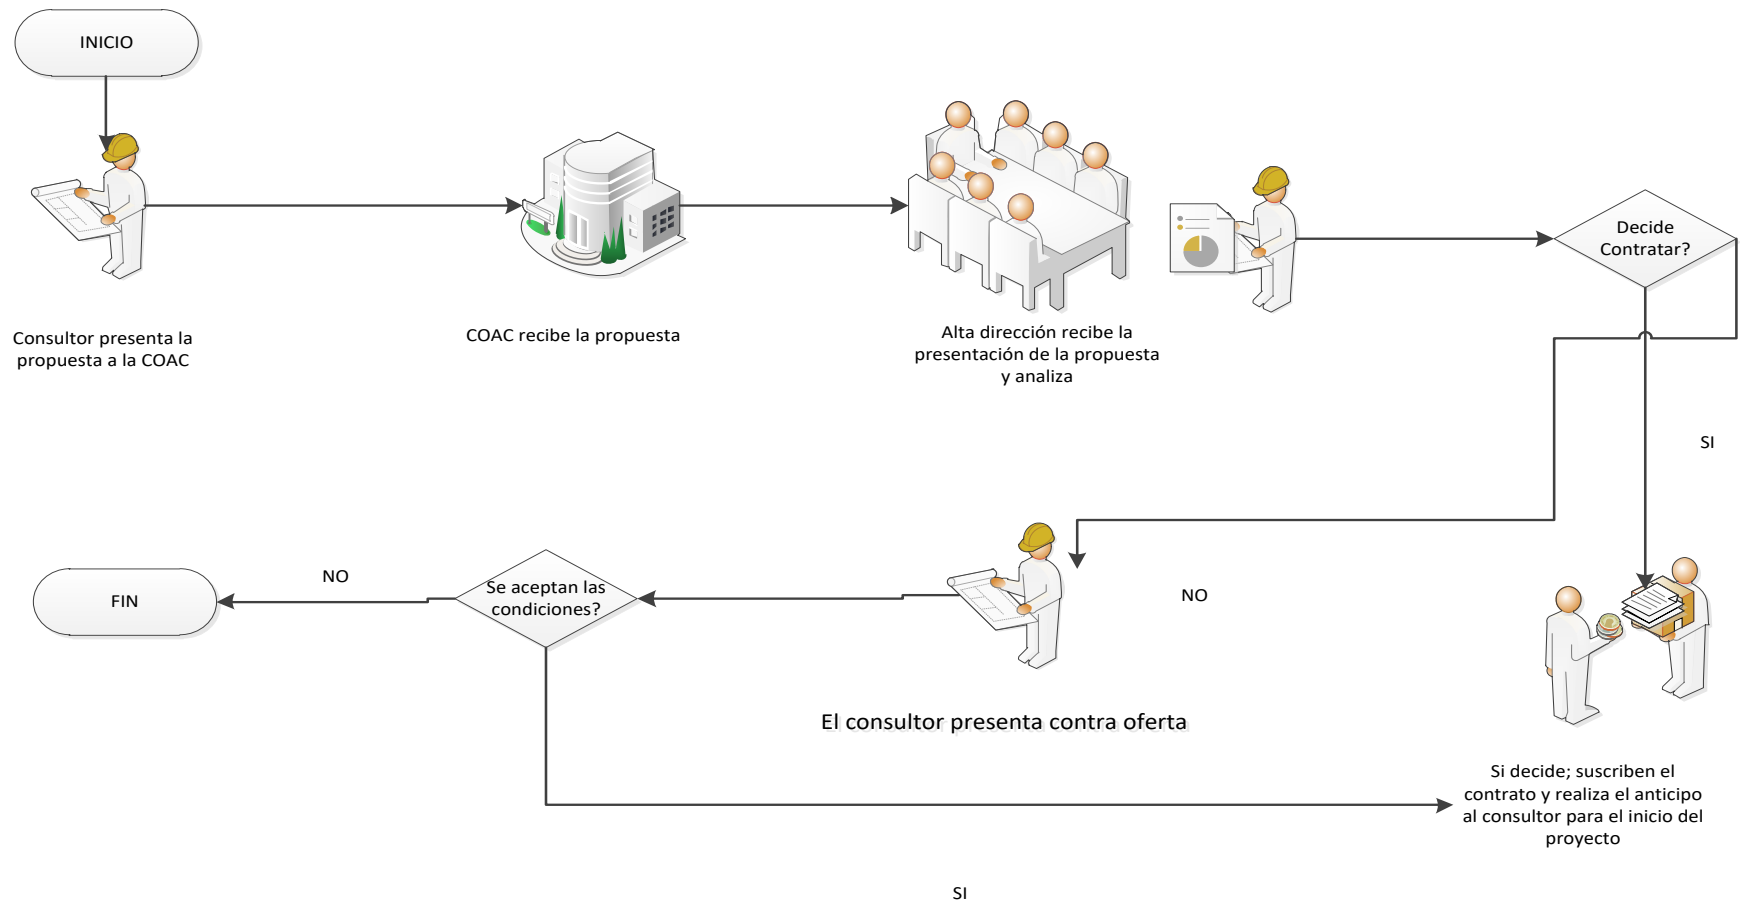 INICIO
Decide
Contratar?
Consultor presenta la
propuesta a la COAC
COAC recibe la propuesta
Alta dirección recibe la
presentación de la propuesta
y analiza
SI
FIN
NO
Se aceptan las
condiciones?
NO
El consultor presenta contra oferta
Si decide; suscriben el
contrato y realiza el anticipo
al consultor para el inicio del
proyecto
SI